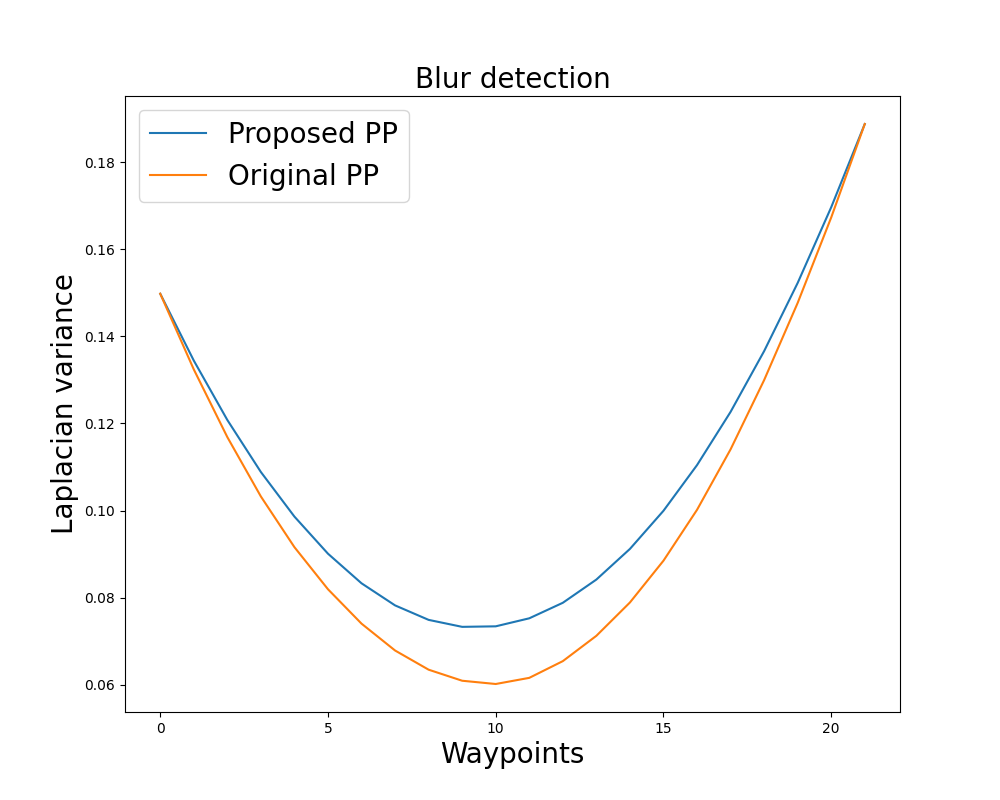 Blur detection
Proposed PP
Original PP
Laplacian variance
0.18
0.16
0.14
0.12
0.10
0.08
0.06
0 5 10 15 20
Waypoints